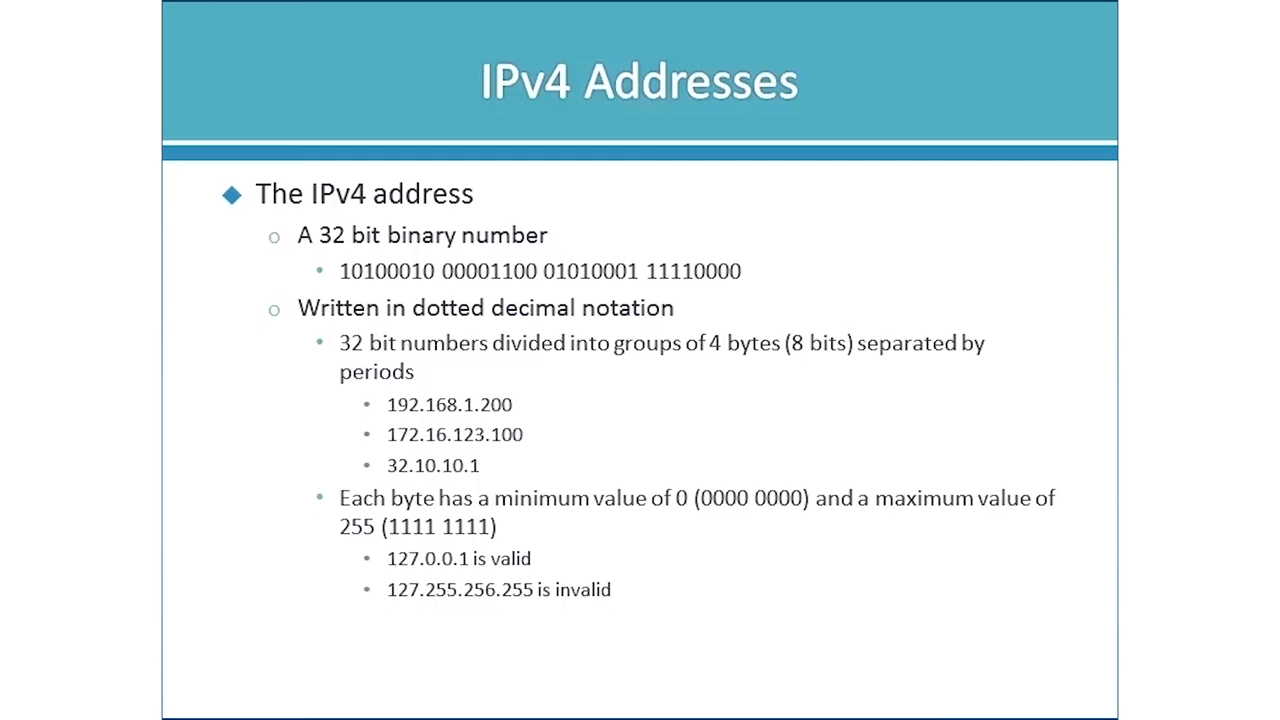 IPv4 Addresses
The IPv4 address
A 32 bit binary number
10100010 00001100 01010001 11110000
Written in dotted decimal notation
32 bit numbers divided into groups of 4 bytes (8 bits) separated by
periods
192.168.1.200
172.16.123.100
32.10.10.1
Each byte has a minimum value of 0 (0000 0000) and a maximum value of
255 (1111 1111)
127.0.0.1 is valid
127.255.256.255 is invalid